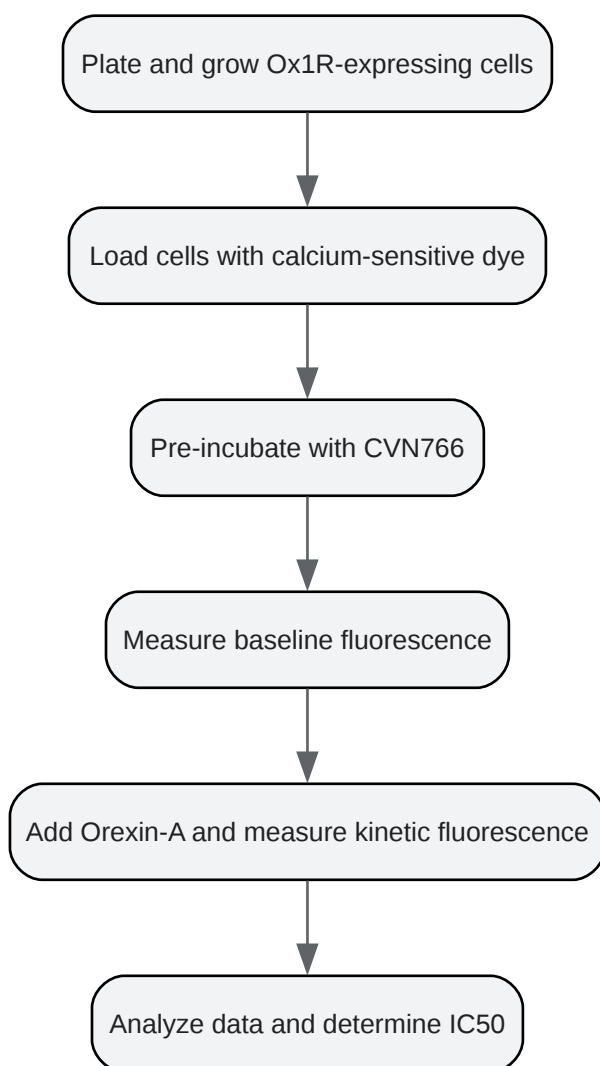 Plate and grow Ox1R-expressing cells
Load cells with calcium-sensitive dye
Pre-incubate with CVN766
Measure baseline fluorescence
Add Orexin-A and measure kinetic fluorescence
Analyze data and determine IC50